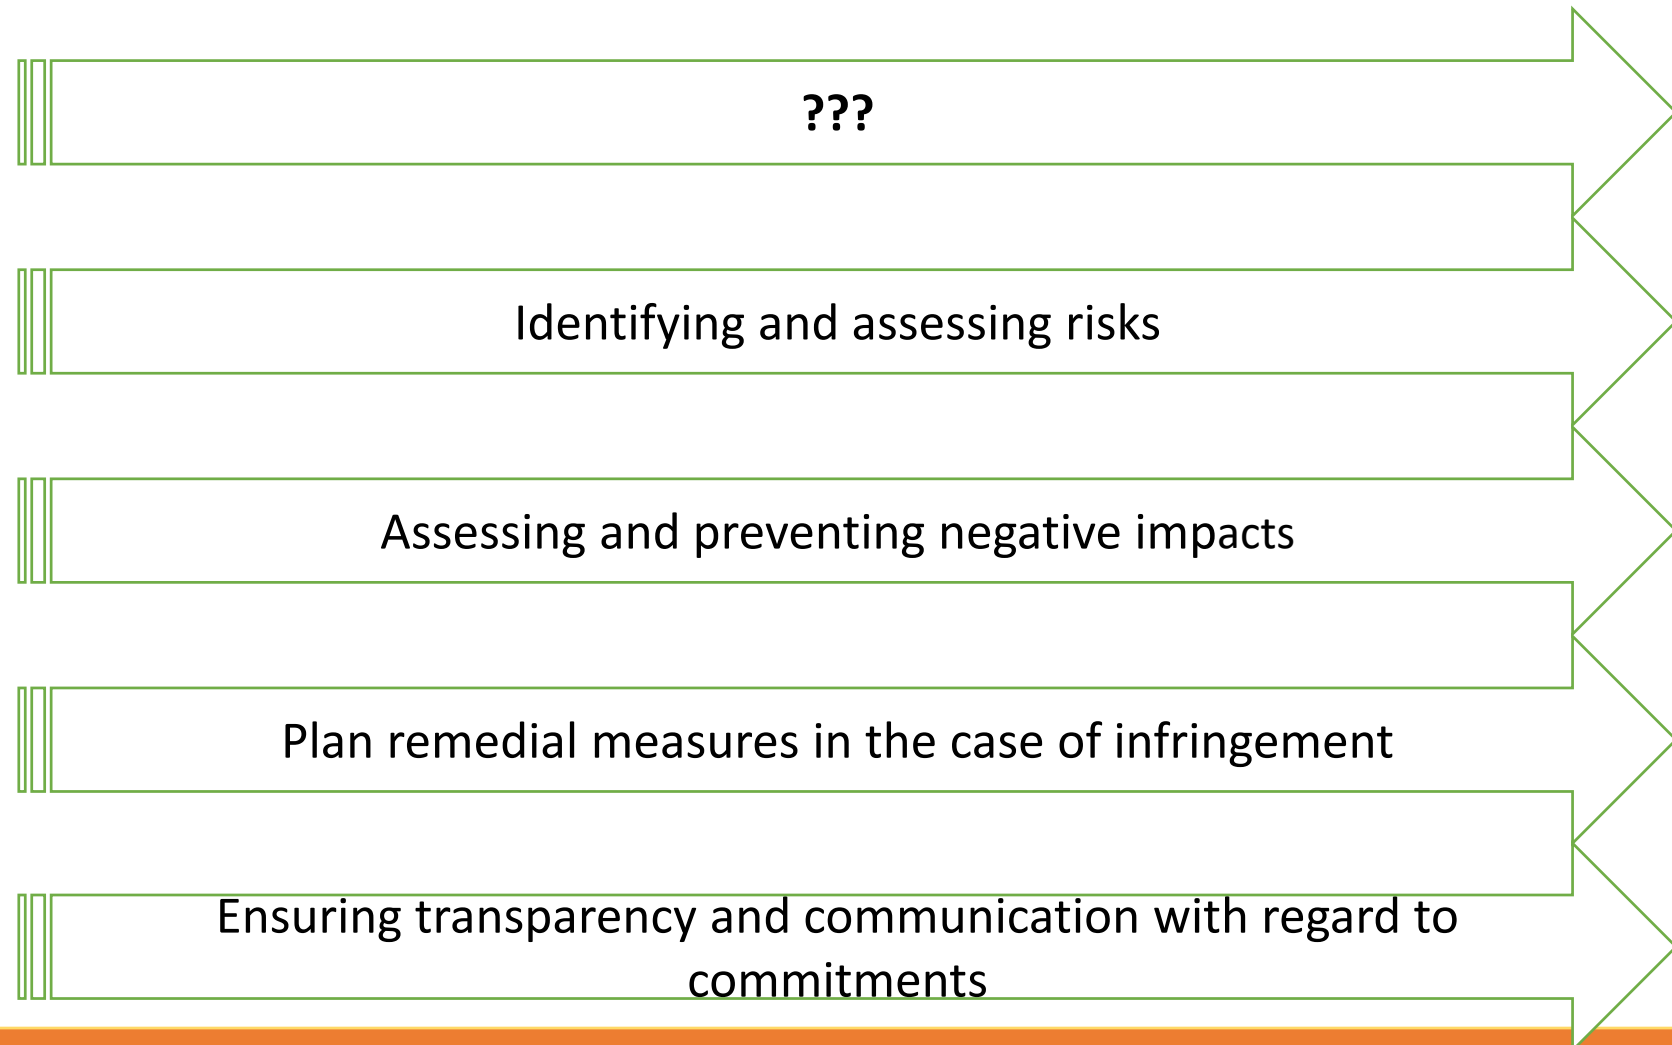 ???
Identifying and assessing risks
Assessing and preventing negative impacts
Plan remedial measures in the case of infringement
Ensuring transparency and communication with regard to
commitments